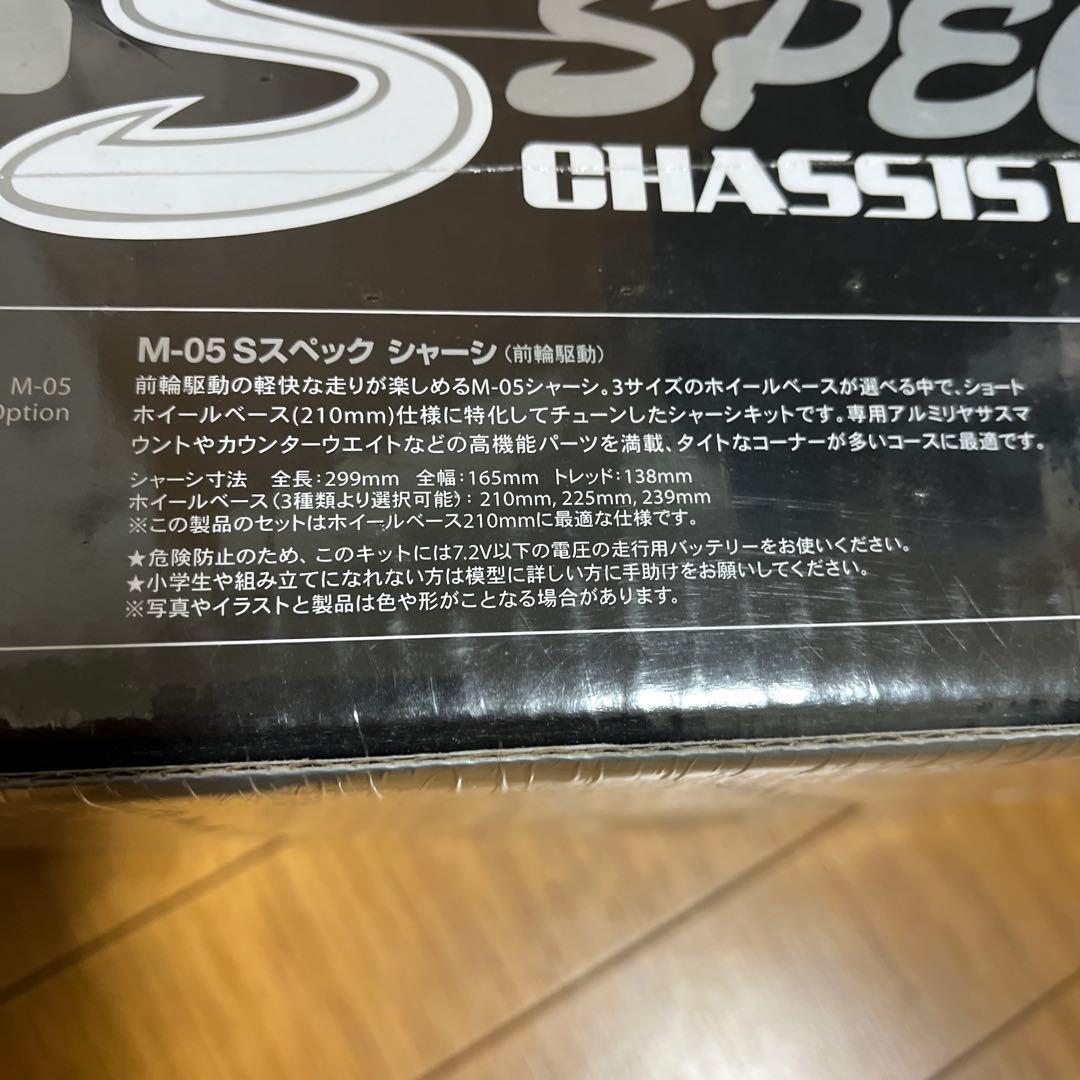 S SPEC
CHASSIS
M-05 Sスペック シャーシ(前輪駆動)
M-05
Option
前輪駆動の軽快な走りが楽しめるM-05シャーシ。3サイズのホイールベースが選べる中で、ショート
ホイールベース(210mm)仕様に特化してチューンしたシャーシキットです。専用アルミリヤサスマ
ウントやカウンターウエイトなどの高機能パーツを満載、タイトなコーナーが多いコースに最適です。
シャーシ寸法 全長:299mm 全幅:165mm トレッド:138mm
ホイールベース(3種類より選択可能): 210mm, 225mm, 239mm
※この製品のセットはホイールベース210mmに最適な仕様です。
★危険防止のため、このキットには7.2V以下の電圧の走行用バッテリーをお使いください。
★小学生や組み立てになれない方は模型に詳しい方に手助けをお願いしてください。
※写真やイラストと製品は色や形がことなる場合があります。